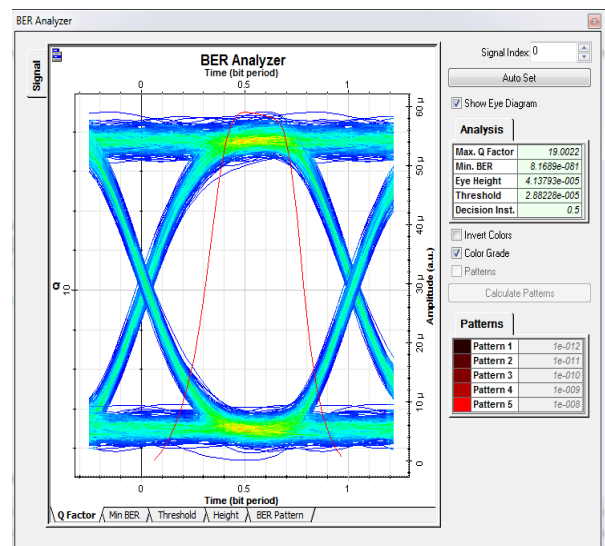 BER Analyzer
Signal
BER Analyzer
Time (bit period)
0 0.5 1
Q
10
0 10 µ 20 µ 30 µ 40 µ 50 µ 60 µ
Amplitude (a.u.)
0 0.5 1
Time (bit period)
Q Factor Min BER Threshold Height BER Pattern
Signal Index: 0
Auto Set
Show Eye Diagram
Analysis
Max. Q Factor 19.0022
Min. BER 8.1689e-081
Eye Height 4.13793e-005
Threshold 2.88228e-005
Decision Inst. 0.5
Invert Colors
Color Grade
Patterns
Calculate Patterns
Patterns
Pattern 1 1e-012
Pattern 2 1e-011
Pattern 3 1e-010
Pattern 4 1e-009
Pattern 5 1e-008